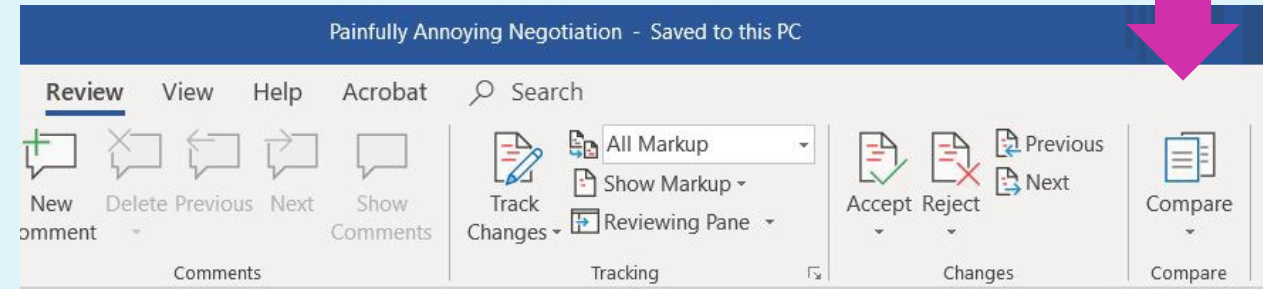 Painfully Annoying Negotiation - Saved to this PC
Review View Help Acrobat Search
All Markup
Show Markup
Reviewing Pane
Previous
Next
New
omment
Delete
Previous
Next
Show
Comments
Track
Changes
Accept
Reject
Compare
Comments
Tracking
Changes
Compare